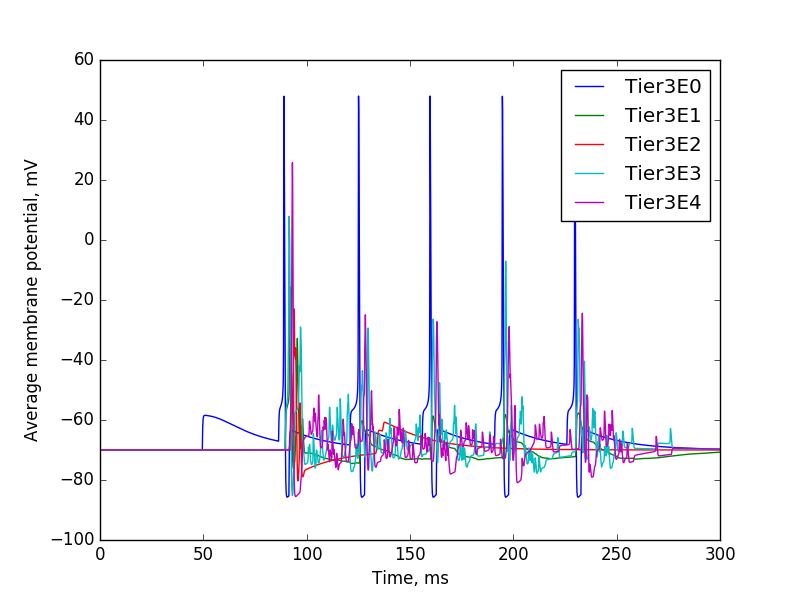 60
40
20
0
−20
−40
−60
−80
−100
Average membrane potential, mV
0
50
100
150
200
250
300
Time, ms
Tier3E0
Tier3E1
Tier3E2
Tier3E3
Tier3E4